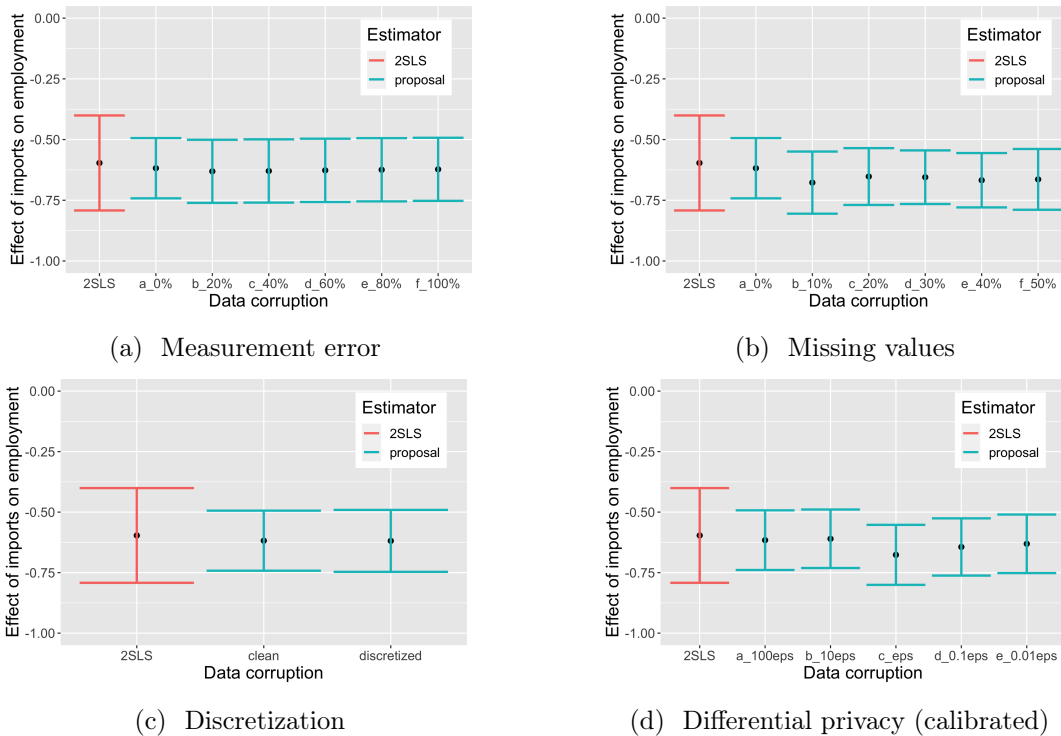 Effect of imports on employment
0.00
-0.25
-0.50
-0.75
-1.00
Estimator
2SLS
proposal
2SLS a_0% b_20% c_40% d_60% e_80% f_100%
Data corruption
(a) Measurement error
Effect of imports on employment
0.00
-0.25
-0.50
-0.75
-1.00
Estimator
2SLS
proposal
2SLS a_0% b_10% c_20% d_30% e_40% f_50%
Data corruption
(b) Missing values
Effect of imports on employment
0.00
-0.25
-0.50
-0.75
-1.00
Estimator
2SLS
proposal
2SLS clean discretized
Data corruption
(c) Discretization
Effect of imports on employment
0.00
-0.25
-0.50
-0.75
-1.00
Estimator
2SLS
proposal
2SLS a_100eps b_10eps c_eps d_0.1eps e_0.01eps
Data corruption
(d) Differential privacy (calibrated)